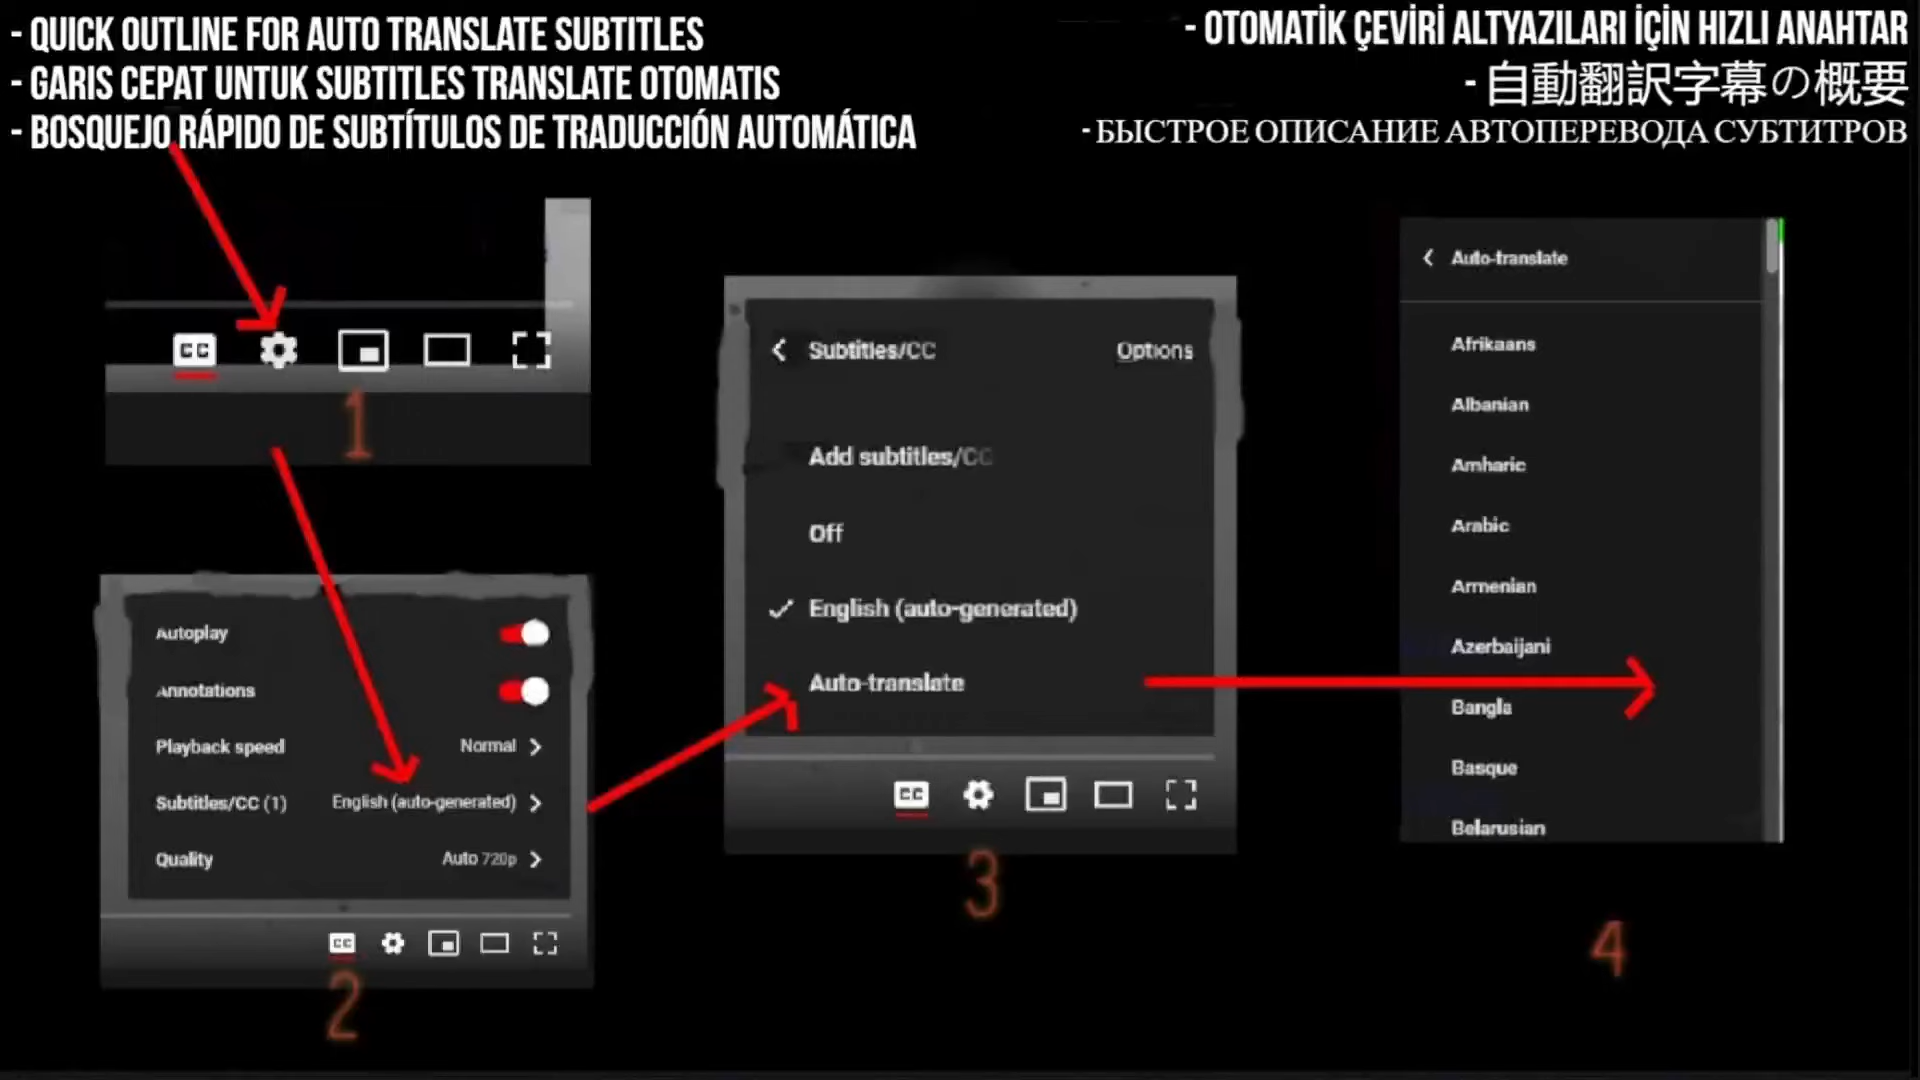 - QUICK OUTLINE FOR AUTO TRANSLATE SUBTITLES
- GARIS CEPAT UNTUK SUBTITLES TRANSLATE OTOMATIS
- BOSQUEJO RÁPIDO DE SUBTÍTULOS DE TRADUCCIÓN AUTOMÁTICA
- OTOMATİK ÇEVİRİ ALTYAZILARI İÇİN HIZLI ANAHTAR
- 自動翻訳字幕の概要
- БЫСТРОЕ ОПИСАНИЕ АВТОПЕРЕВОДА СУБТИТРОВ
CC
1
Autoplay
Annotations
Playback speed Normal
Subtitles/CC (1) English (auto-generated)
Quality Auto 720p
CC
2
Subtitles/CC Options
Add subtitles/CC
Off
English (auto-generated)
Auto-translate
CC
3
Auto-translate
Afrikaans
Albanian
Amharic
Arabic
Armenian
Azerbaijani
Bangla
Basque
Belarusian
4